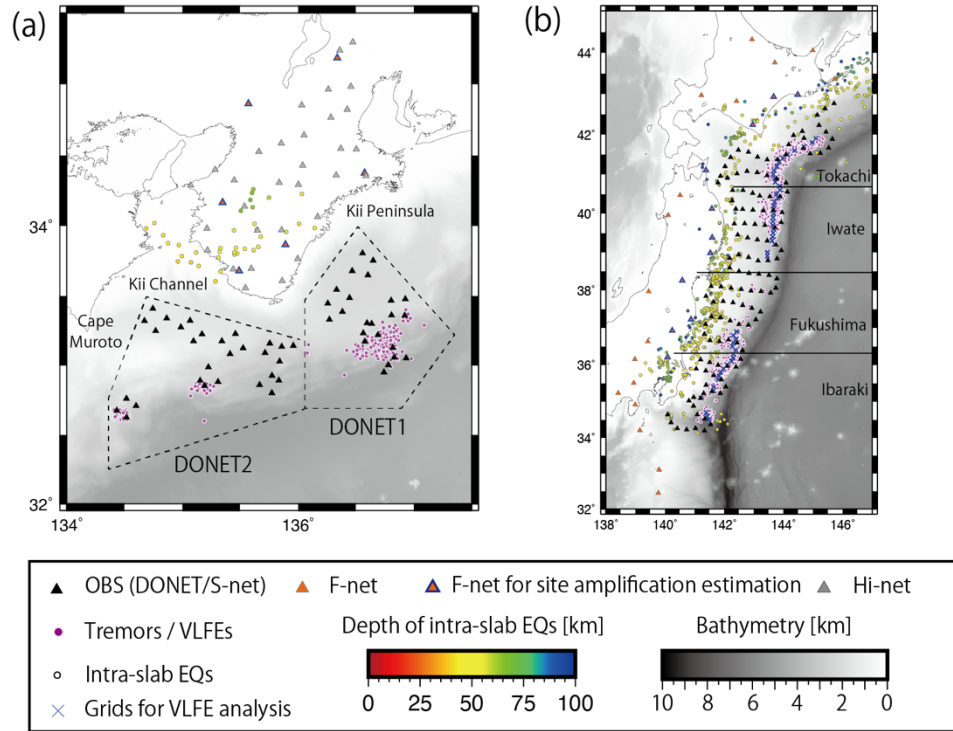 (a)
Kii Peninsula
34°
Kii Channel
Cape
Muroto
DONET1
DONET2
32°
134° 136°
(b)
44°
42°
Tokachi
40°
Iwate
38°
Fukushima
36°
Ibaraki
34°
32°
138° 140° 142° 144° 146°
OBS (DONET/S-net) F-net F-net for site amplification estimation Hi-net
Tremors / VLFEs Depth of intra-slab EQs [km] Bathymetry [km]
Intra-slab EQs
Grids for VLFE analysis
0 25 50 75 100 10 8 6 4 2 0